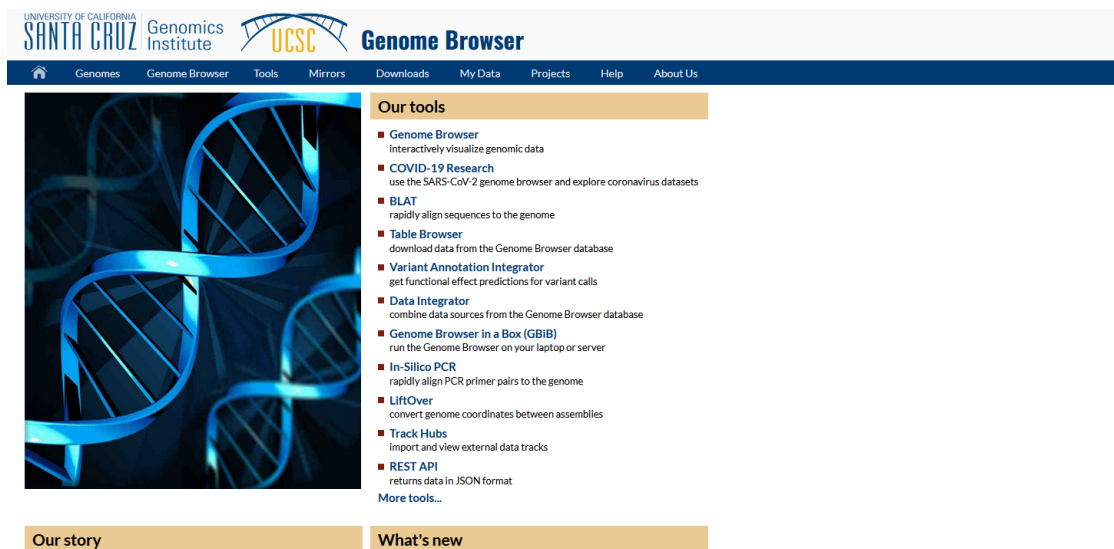 UNIVERSITY OF CALIFORNIA
SANTA CRUZ
Genomics
Institute
UCSC
Genome Browser
Genomes Genome Browser Tools Mirrors Downloads My Data Projects Help About Us
Our tools
Genome Browser
interactively visualize genomic data
COVID-19 Research
use the SARS-CoV-2 genome browser and explore coronavirus datasets
BLAT
rapidly align sequences to the genome
Table Browser
download data from the Genome Browser database
Variant Annotation Integrator
get functional effect predictions for variant calls
Data Integrator
combine data sources from the Genome Browser database
Genome Browser in a Box (GBiB)
run the Genome Browser on your laptop or server
In-Silico PCR
rapidly align PCR primer pairs to the genome
LiftOver
convert genome coordinates between assemblies
Track Hubs
import and view external data tracks
REST API
returns data in JSON format
More tools...
Our story
What's new